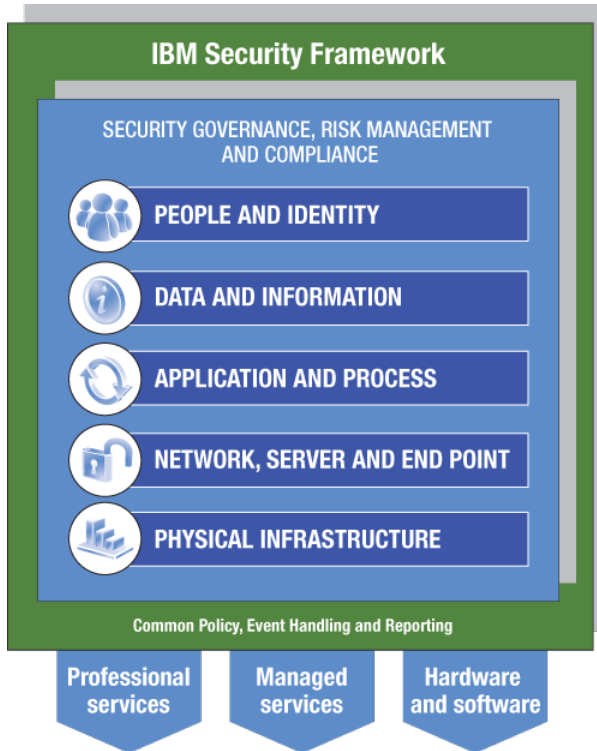 IBM Security Framework
SECURITY GOVERNANCE, RISK MANAGEMENT
AND COMPLIANCE
PEOPLE AND IDENTITY
i
DATA AND INFORMATION
APPLICATION AND PROCESS
NETWORK, SERVER AND END POINT
PHYSICAL INFRASTRUCTURE
Common Policy, Event Handling and Reporting
Professional
services
Managed
services
Hardware
and software